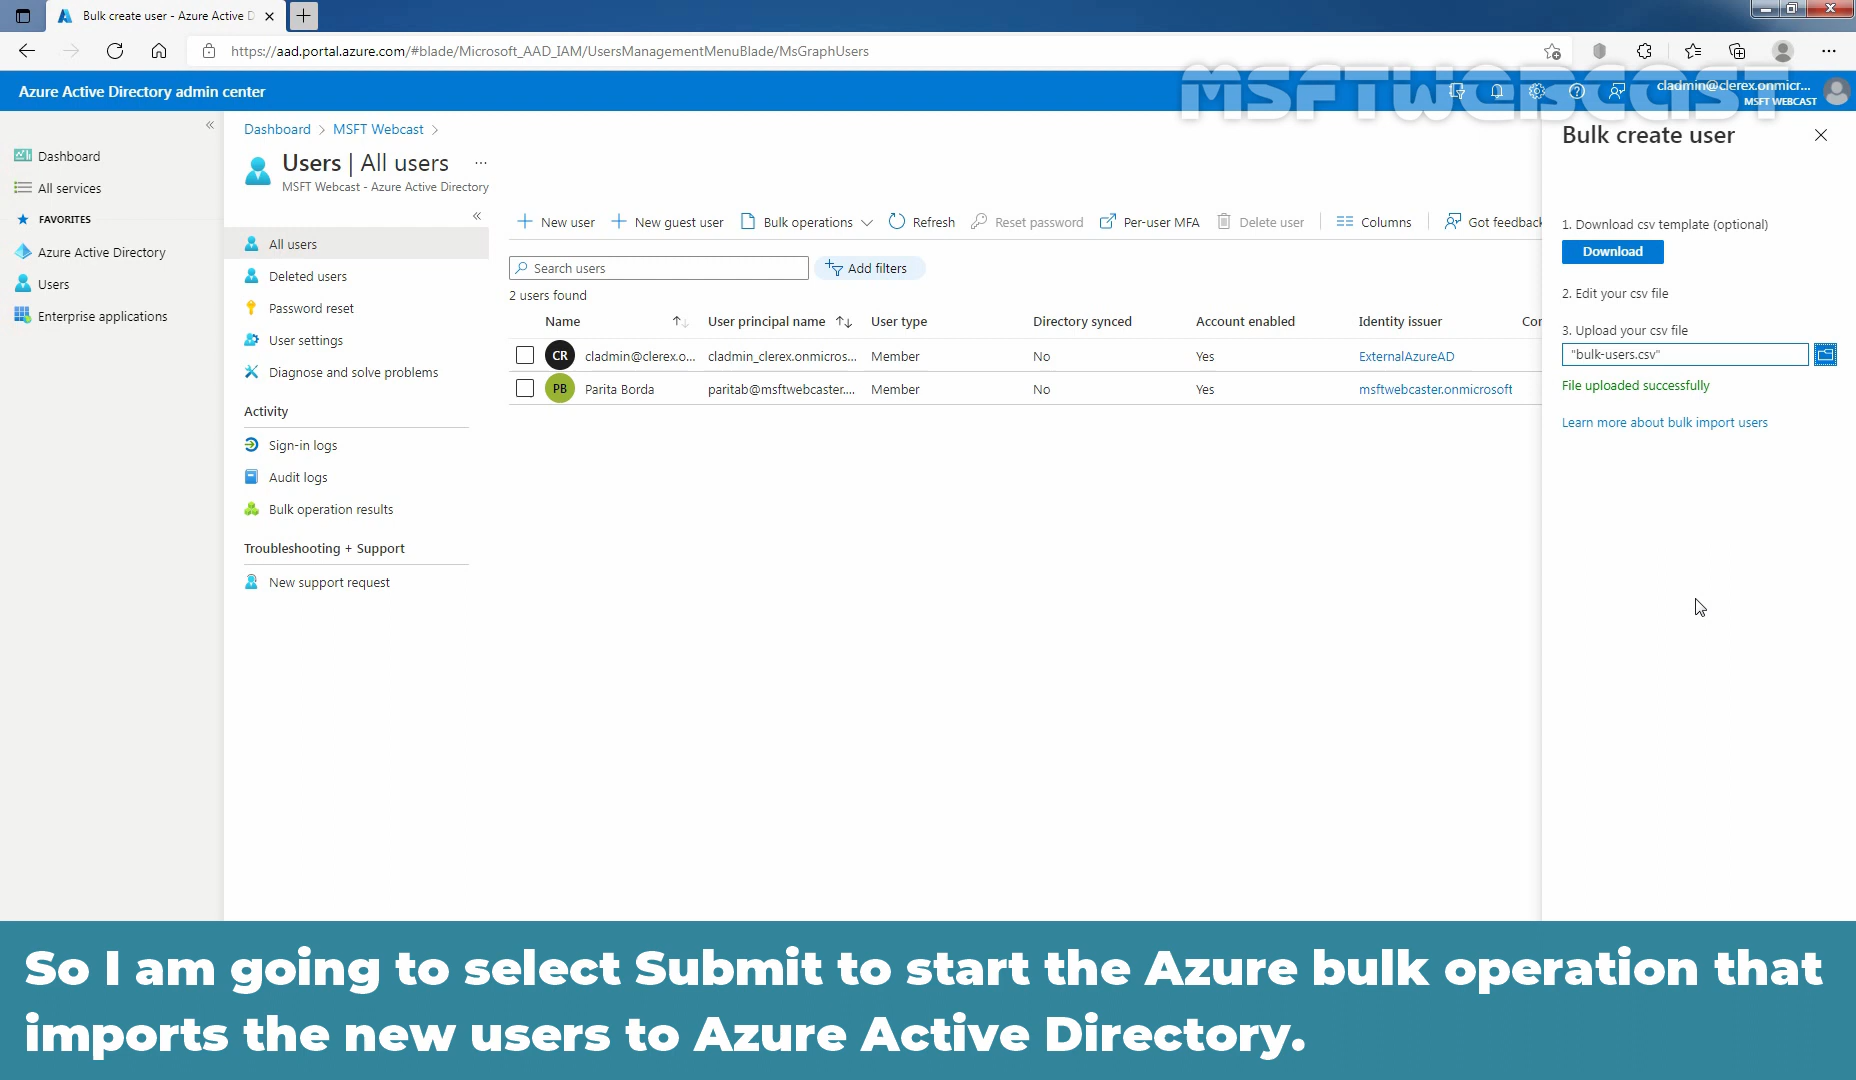 Bulk create user - Azure Active D
https://aad.portal.azure.com/#blade/Microsoft_AAD_IAM/UsersManagementMenuBlade/MsGraphUsers
Azure Active Directory admin center
MSFTWEBCAST
cladmin@clerex.onmicr...
MSFT WEBCAST
Dashboard
All services
FAVORITES
Azure Active Directory
Users
Enterprise applications
Dashboard > MSFT Webcast >
Users | All users ...
MSFT Webcast - Azure Active Directory
All users
Deleted users
Password reset
User settings
Diagnose and solve problems
Activity
Sign-in logs
Audit logs
Bulk operation results
Troubleshooting + Support
New support request
New user New guest user Bulk operations Refresh Reset password Per-user MFA Delete user Columns Got feedback
Search users Add filters
2 users found
Name User principal name User type Directory synced Account enabled Identity issuer Cor
CR cladmin@clerex.o... cladmin_clerex.onmicros... Member No Yes ExternalAzureAD
PB Parita Borda paritab@msftwebcaster.... Member No Yes msftwebcaster.onmicrosoft
Bulk create user
1. Download csv template (optional)
Download
2. Edit your csv file
3. Upload your csv file
"bulk-users.csv"
File uploaded successfully
Learn more about bulk import users
So I am going to select Submit to start the Azure bulk operation that
imports the new users to Azure Active Directory.